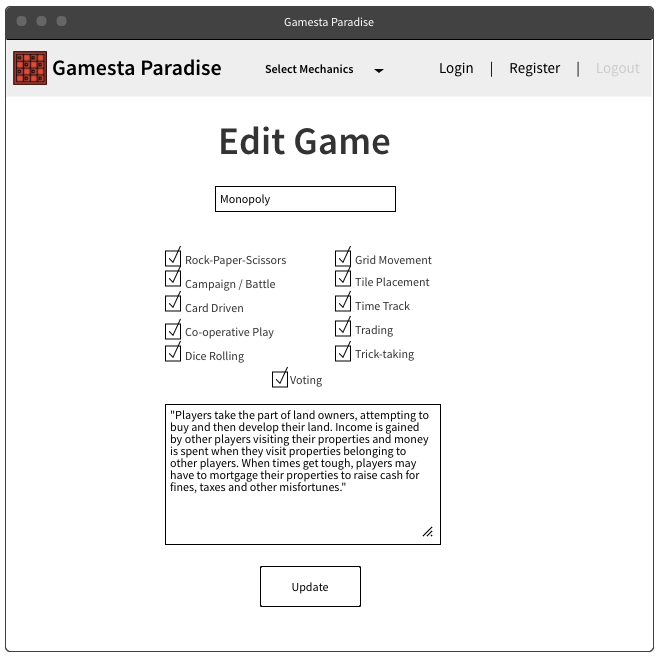 Gamesta Paradise
Gamesta Paradise Select Mechanics Login | Register | Logout
Edit Game
Monopoly
Rock-Paper-Scissors Grid Movement
Campaign / Battle Tile Placement
Card Driven Time Track
Co-operative Play Trading
Dice Rolling Trick-taking
Voting
"Players take the part of land owners, attempting to
buy and then develop their land. Income is gained
by other players visiting their properties and money
is spent when they visit properties belonging to
other players. When times get tough, players may
have to mortgage their properties to raise cash for
fines, taxes and other misfortunes."
Update